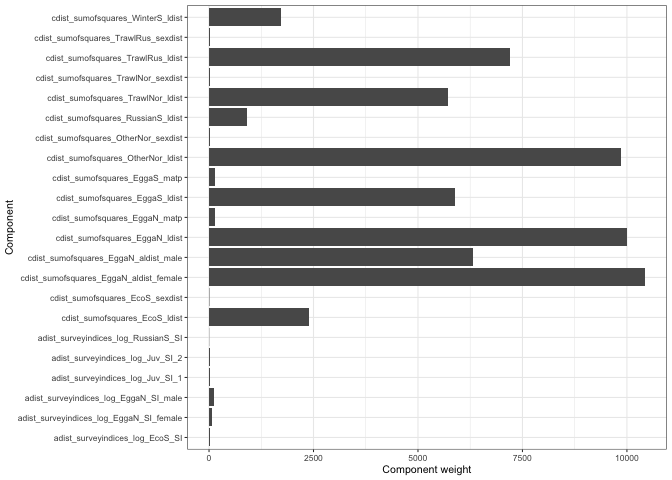 Component
cdist_sumofsquares_WinterS_ldist
cdist_sumofsquares_TrawlRus_sexdist
cdist_sumofsquares_TrawlRus_ldist
cdist_sumofsquares_TrawlNor_sexdist
cdist_sumofsquares_TrawlNor_ldist
cdist_sumofsquares_RussianS_ldist
cdist_sumofsquares_OtherNor_sexdist
cdist_sumofsquares_OtherNor_ldist
cdist_sumofsquares_EggaS_matp
cdist_sumofsquares_EggaS_ldist
cdist_sumofsquares_EggaN_matp
cdist_sumofsquares_EggaN_ldist
cdist_sumofsquares_EggaN_aldist_male
cdist_sumofsquares_EggaN_aldist_female
cdist_sumofsquares_EcoS_sexdist
cdist_sumofsquares_EcoS_ldist
adist_surveyindices_log_RussianS_SI
adist_surveyindices_log_Juv_SI_2
adist_surveyindices_log_Juv_SI_1
adist_surveyindices_log_EggaN_SI_male
adist_surveyindices_log_EggaN_SI_female
adist_surveyindices_log_EcoS_SI
0 2500 5000 7500 10000
Component weight